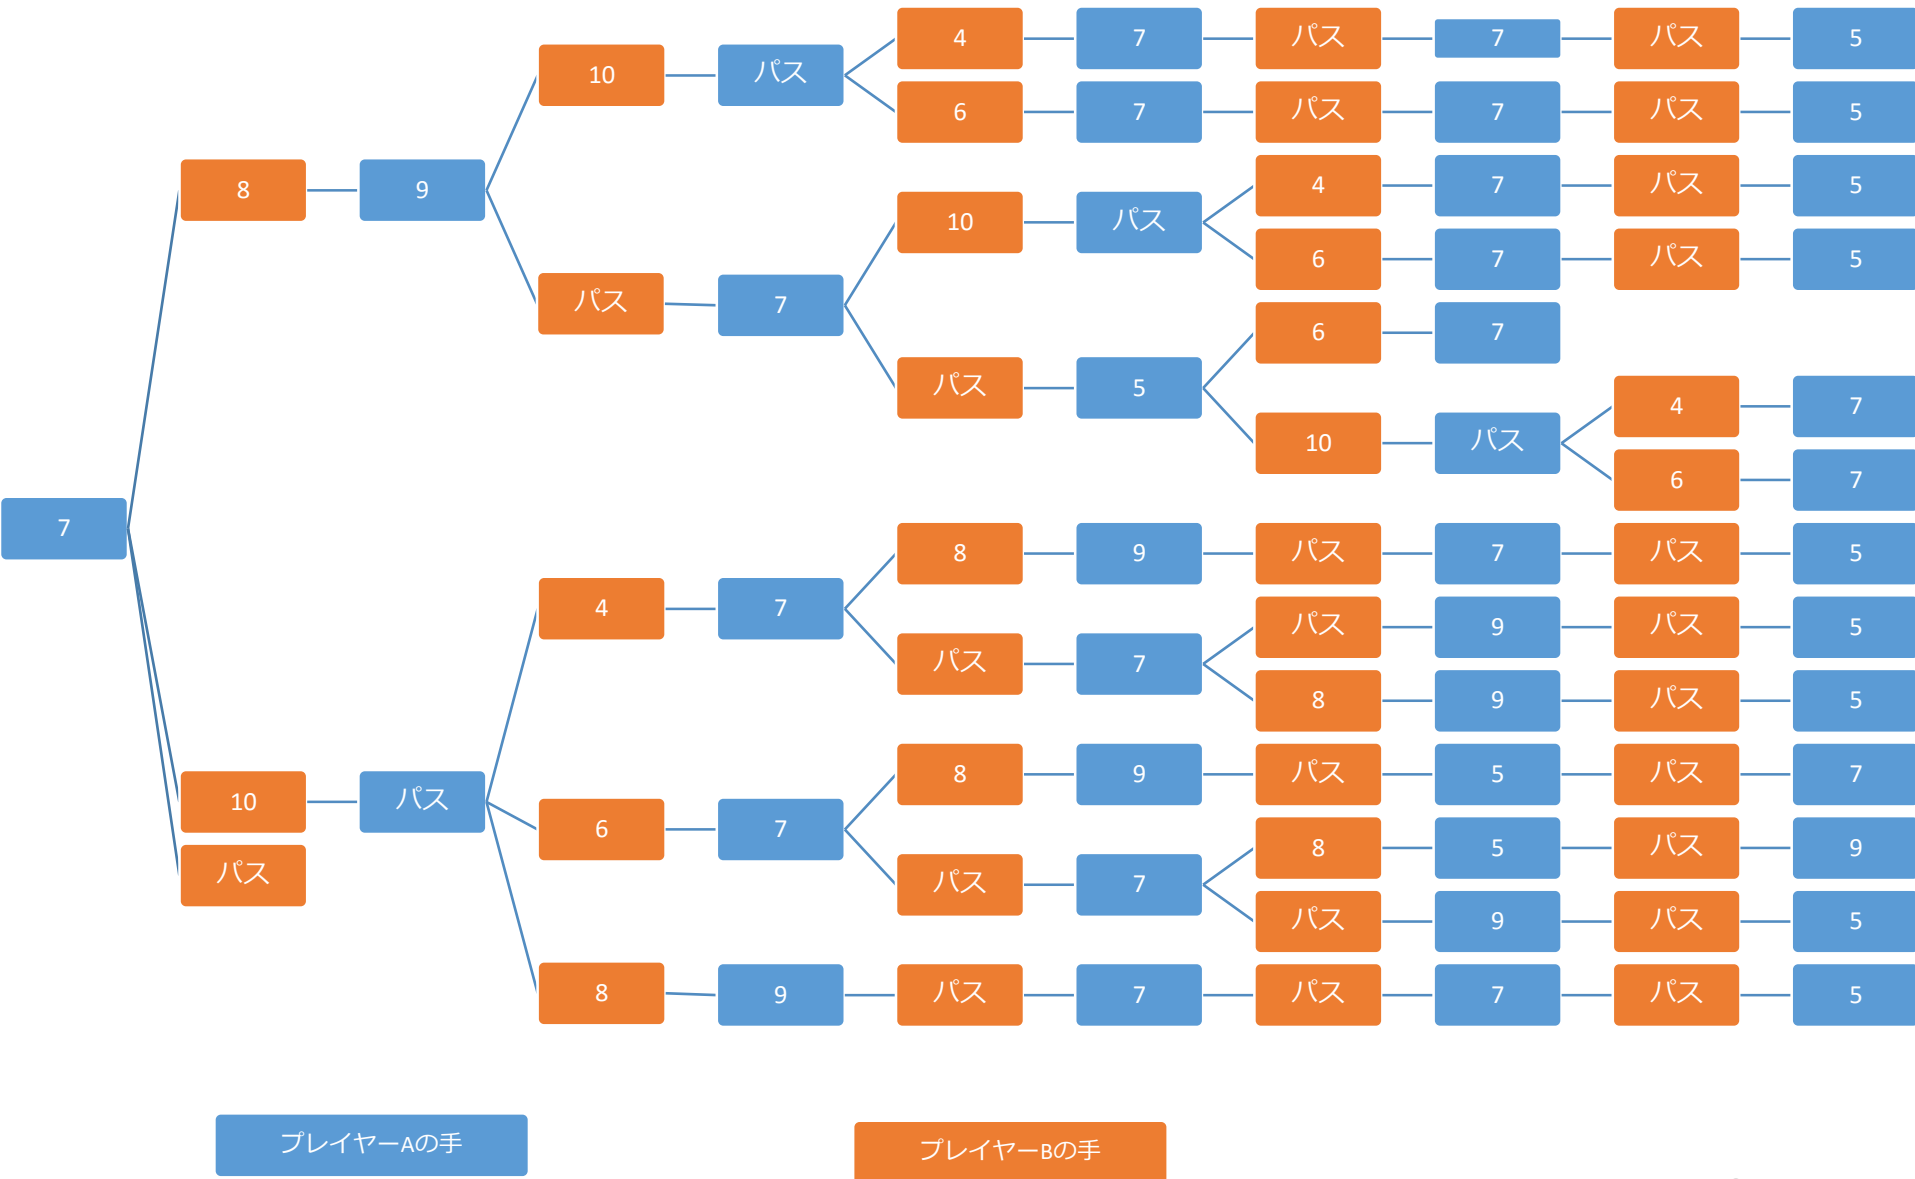 4 7 パス 7 パス 5
10 パス
6 7 パス 7 パス 5
4 7 パス 5
8 9
10 パス
6 7 パス 5
パス 7
6 7
パス 5
4 7
10 パス
6 7
7
8 9 パス 7 パス 5
4 7
パス 9 パス 5
パス 7
8 9 パス 5
8 9 パス 5 パス 7
10 パス
6 7
8 5 パス 9
パス
パス 7
パス 9 パス 5
8 9 パス 7 パス 7 パス 5
プレイヤーAの手
プレイヤーBの手